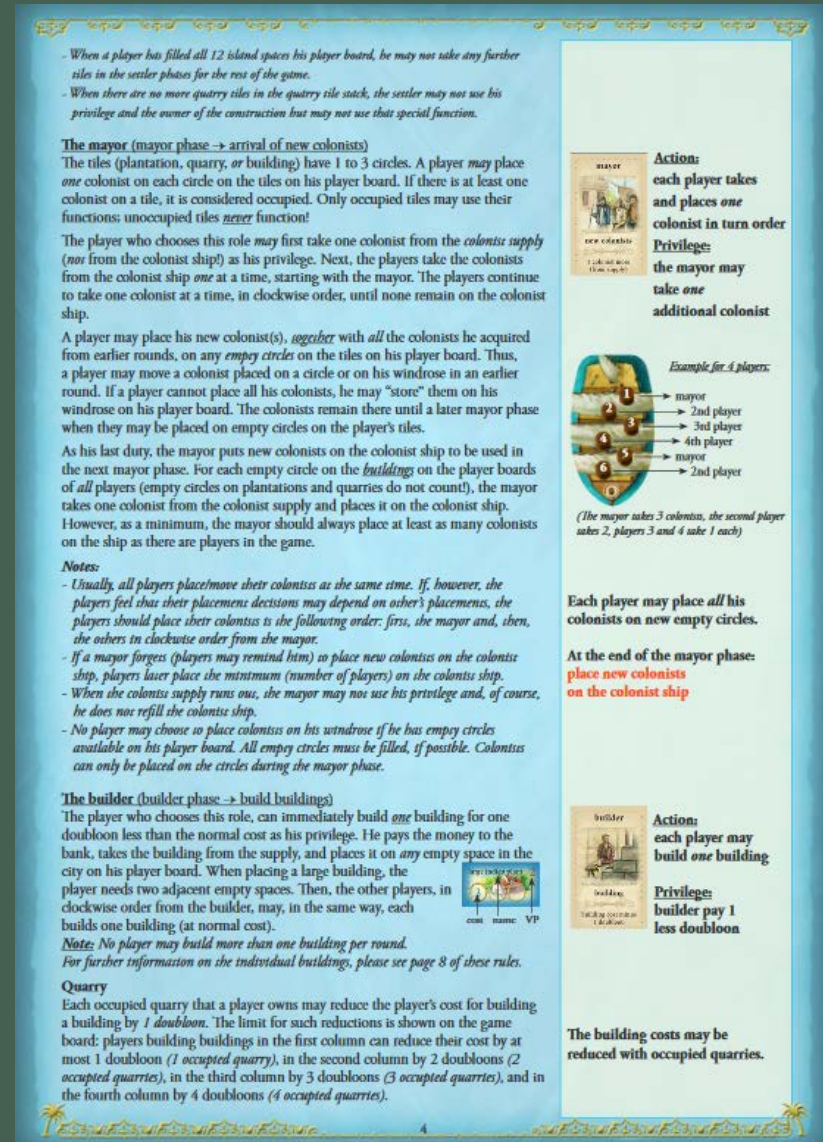 - When a player has filled all 12 island spaces his player board, he may not take any further
tiles in the settler phases for the rest of the game.
- When there are no more quarry tiles in the quarry tile stack, the settler may not use his
privilege and the owner of the construction hut may not use that special function.
The mayor (mayor phase → arrival of new colonists)
The tiles (plantation, quarry, or building) have 1 to 3 circles. A player may place
one colonist on each circle on the tiles on his player board. If there is at least one
colonist on a tile, it is considered occupied. Only occupied tiles may use their
functions; unoccupied tiles never function!
The player who chooses this role may first take one colonist from the colonist supply
(not from the colonist ship!) as his privilege. Next, the players take the colonists
from the colonist ship one at a time, starting with the mayor. The players continue
to take one colonist at a time, in clockwise order, until none remain on the colonist
ship.
A player may place his new colonist(s), together with all the colonists he acquired
from earlier rounds, on any empty circles on the tiles on his player board. Thus,
a player may move a colonist placed on a circle or on his windrose in an earlier
round. If a player cannot place all his colonists, he may “store” them on his
windrose on his player board. The colonists remain there until a later mayor phase
when they may be placed on empty circles on the player’s tiles.
As his last duty, the mayor puts new colonists on the colonist ship to be used in
the next mayor phase. For each empty circle on the buildings on the player boards
of all players (empty circles on plantations and quarries do not count!), the mayor
takes one colonist from the colonist supply and places it on the colonist ship.
However, as a minimum, the mayor should always place at least as many colonists
on the ship as there are players in the game.
Notes:
- Usually, all players place/move their colonists at the same time. If, however, the
players feel that their placement decisions may depend on other’s placements, the
players should place their colonists is the following order: first, the mayor and, then,
the others in clockwise order from the mayor.
- If a mayor forgets (players may remind him) to place new colonists on the colonist
ship, players later place the minimum (number of players) on the colonist ship.
- When the colonist supply runs out, the mayor may not use his privilege and, of course,
he does not refill the colonist ship.
- No player may choose to place colonists on his windrose if he has empty circles
available on his player board. All empty circles must be filled, if possible. Colonists
can only be placed on the circles during the mayor phase.
The builder (builder phase → build buildings)
The player who chooses this role, can immediately build one building for one
doubloon less than the normal cost as his privilege. He pays the money to the
bank, takes the building from the supply, and places it on any empty space in the
city on his player board. When placing a large building, the
player needs two adjacent empty spaces. Then, the other players, in
clockwise order from the builder, may, in the same way, each
builds one building (at normal cost).
cost name VP
Note: No player may build more than one building per round.
For further information on the individual buildings, please see page 8 of these rules.
Quarry
Each occupied quarry that a player owns may reduce the player’s cost for building
a building by 1 doubloon. The limit for such reductions is shown on the game
board: players building buildings in the first column can reduce their cost by at
most 1 doubloon (1 occupied quarry), in the second column by 2 doubloons (2
occupied quarries), in the third column by 3 doubloons (3 occupied quarries), and in
the fourth column by 4 doubloons (4 occupied quarries).
mayor
new colonists
Action:
each player takes
and places one
colonist in turn order
Privilege:
the mayor may
take one
additional colonist
Example for 4 players:
1 → mayor
2 → 2nd player
3 → 3rd player
4 → 4th player
5 → mayor
6 → 2nd player
(The mayor takes 3 colonists, the second player
takes 2, players 3 and 4 take 1 each)
Each player may place all his
colonists on new empty circles.
At the end of the mayor phase:
place new colonists
on the colonist ship
builder
building
Action:
each player may
build one building
Privilege:
builder pay 1
less doubloon
The building costs may be
reduced with occupied quarries.
4